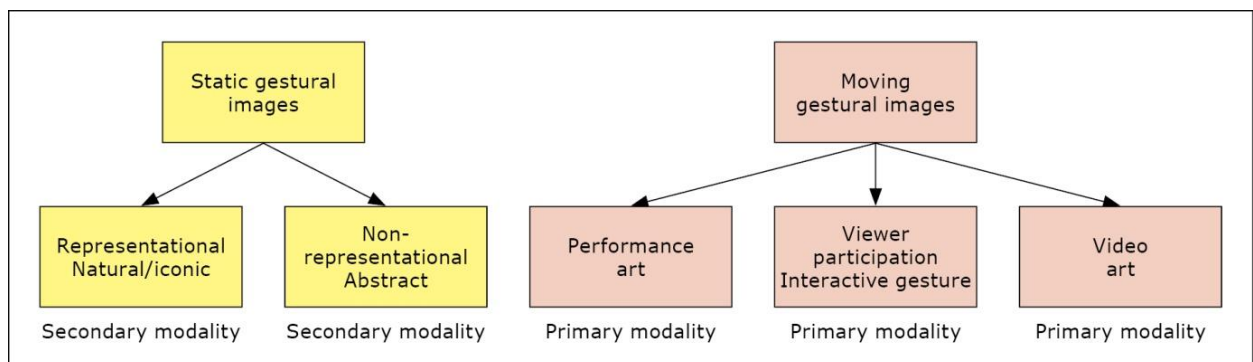 Static gestural
images
Moving
gestural images
Representational
Natural/iconic
Non-
representational
Abstract
Performance
art
Viewer
participation
Interactive gesture
Video
art
Secondary modality
Secondary modality
Primary modality
Primary modality
Primary modality